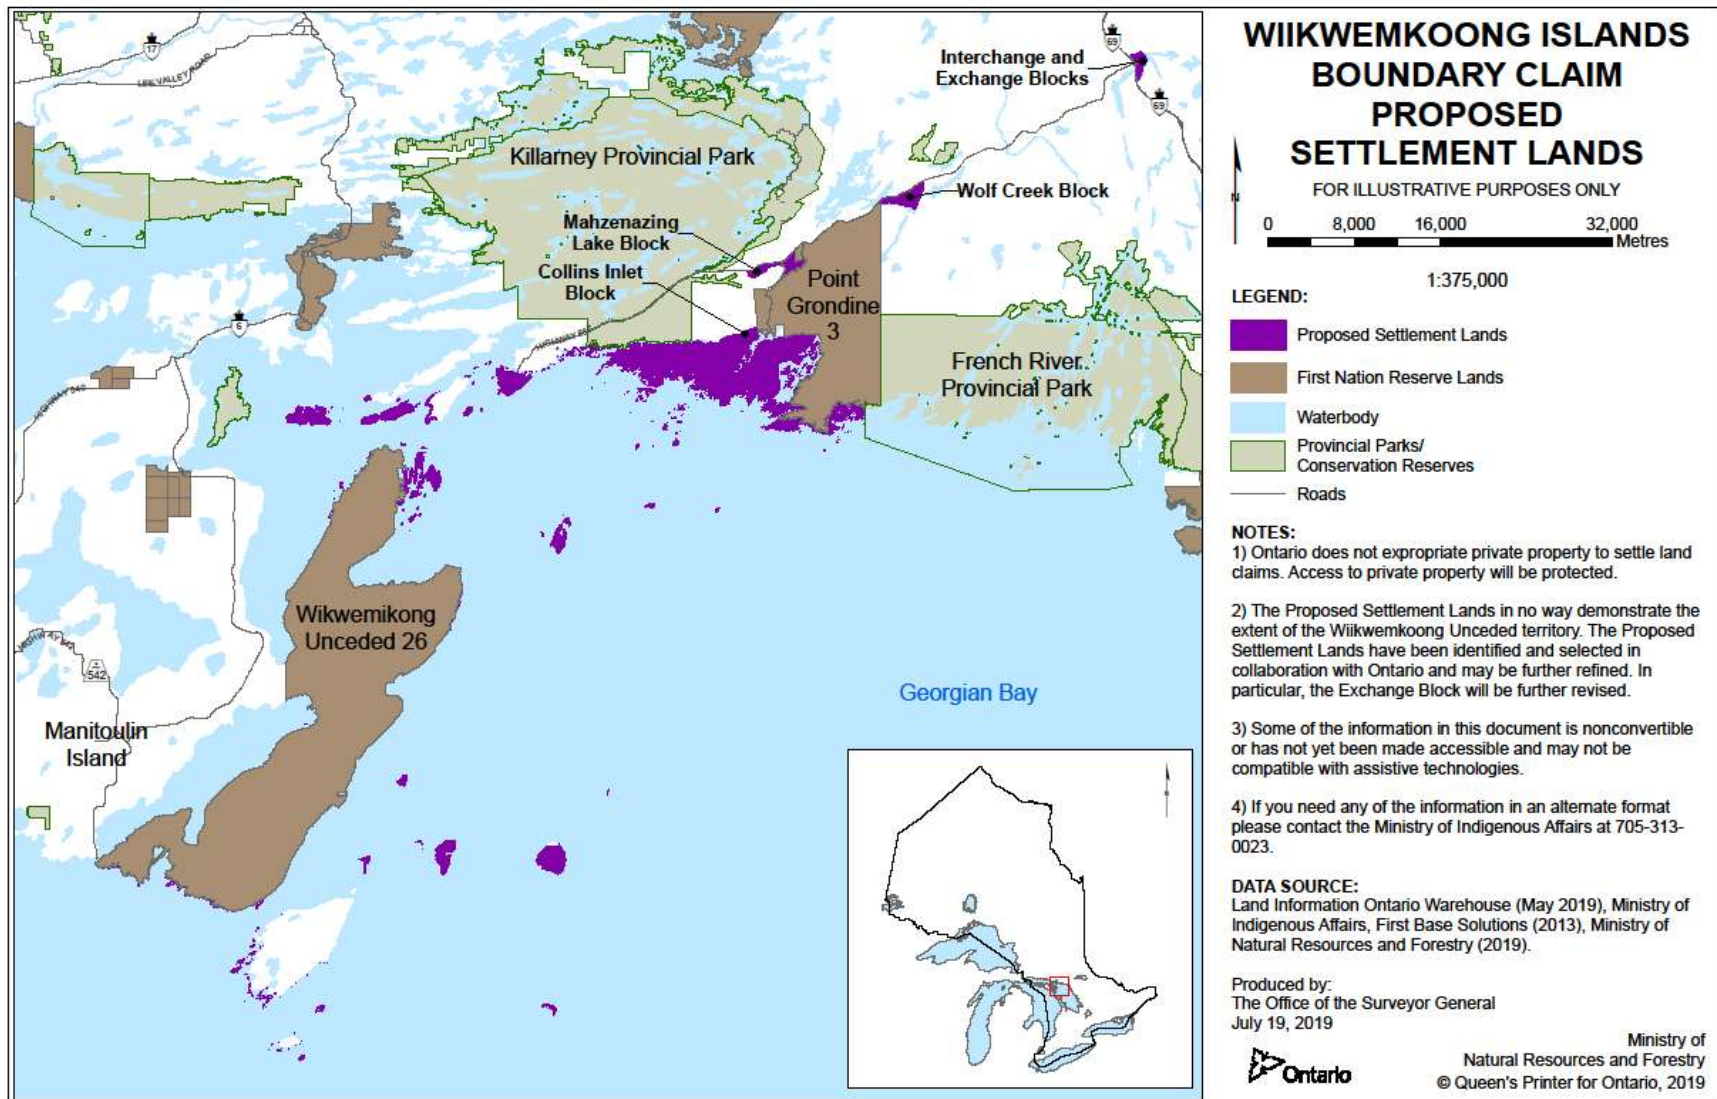 WIIKWEMKOONG ISLANDS
BOUNDARY CLAIM
PROPOSED
SETTLEMENT LANDS
FOR ILLUSTRATIVE PURPOSES ONLY
N
0 8,000 16,000 32,000
Metres
1:375,000
LEGEND:
Proposed Settlement Lands
First Nation Reserve Lands
Waterbody
Provincial Parks/
Conservation Reserves
Roads
NOTES:
1) Ontario does not expropriate private property to settle land
claims. Access to private property will be protected.
2) The Proposed Settlement Lands in no way demonstrate the
extent of the Wiikwemkoong Unceded territory. The Proposed
Settlement Lands have been identified and selected in
collaboration with Ontario and may be further refined. In
particular, the Exchange Block will be further revised.
3) Some of the information in this document is nonconvertible
or has not yet been made accessible and may not be
compatible with assistive technologies.
4) If you need any of the information in an alternate format
please contact the Ministry of Indigenous Affairs at 705-313-
0023.
DATA SOURCE:
Land Information Ontario Warehouse (May 2019), Ministry of
Indigenous Affairs, First Base Solutions (2013), Ministry of
Natural Resources and Forestry (2019).
Produced by:
The Office of the Surveyor General
July 19, 2019
Ontario
Ministry of
Natural Resources and Forestry
© Queen's Printer for Ontario, 2019
17
LEE VALLEY ROAD
69
Interchange and
Exchange Blocks
69
Killarney Provincial Park
Wolf Creek Block
Mahzenazing
Lake Block
Collins Inlet
Block
Point
Grondine
3
6
HIGHWAY
French River
Provincial Park
HIGHWAY 540
Wikwemikong
Unceded 26
HIGHWAY 542
542
Georgian Bay
Manitoulin
Island